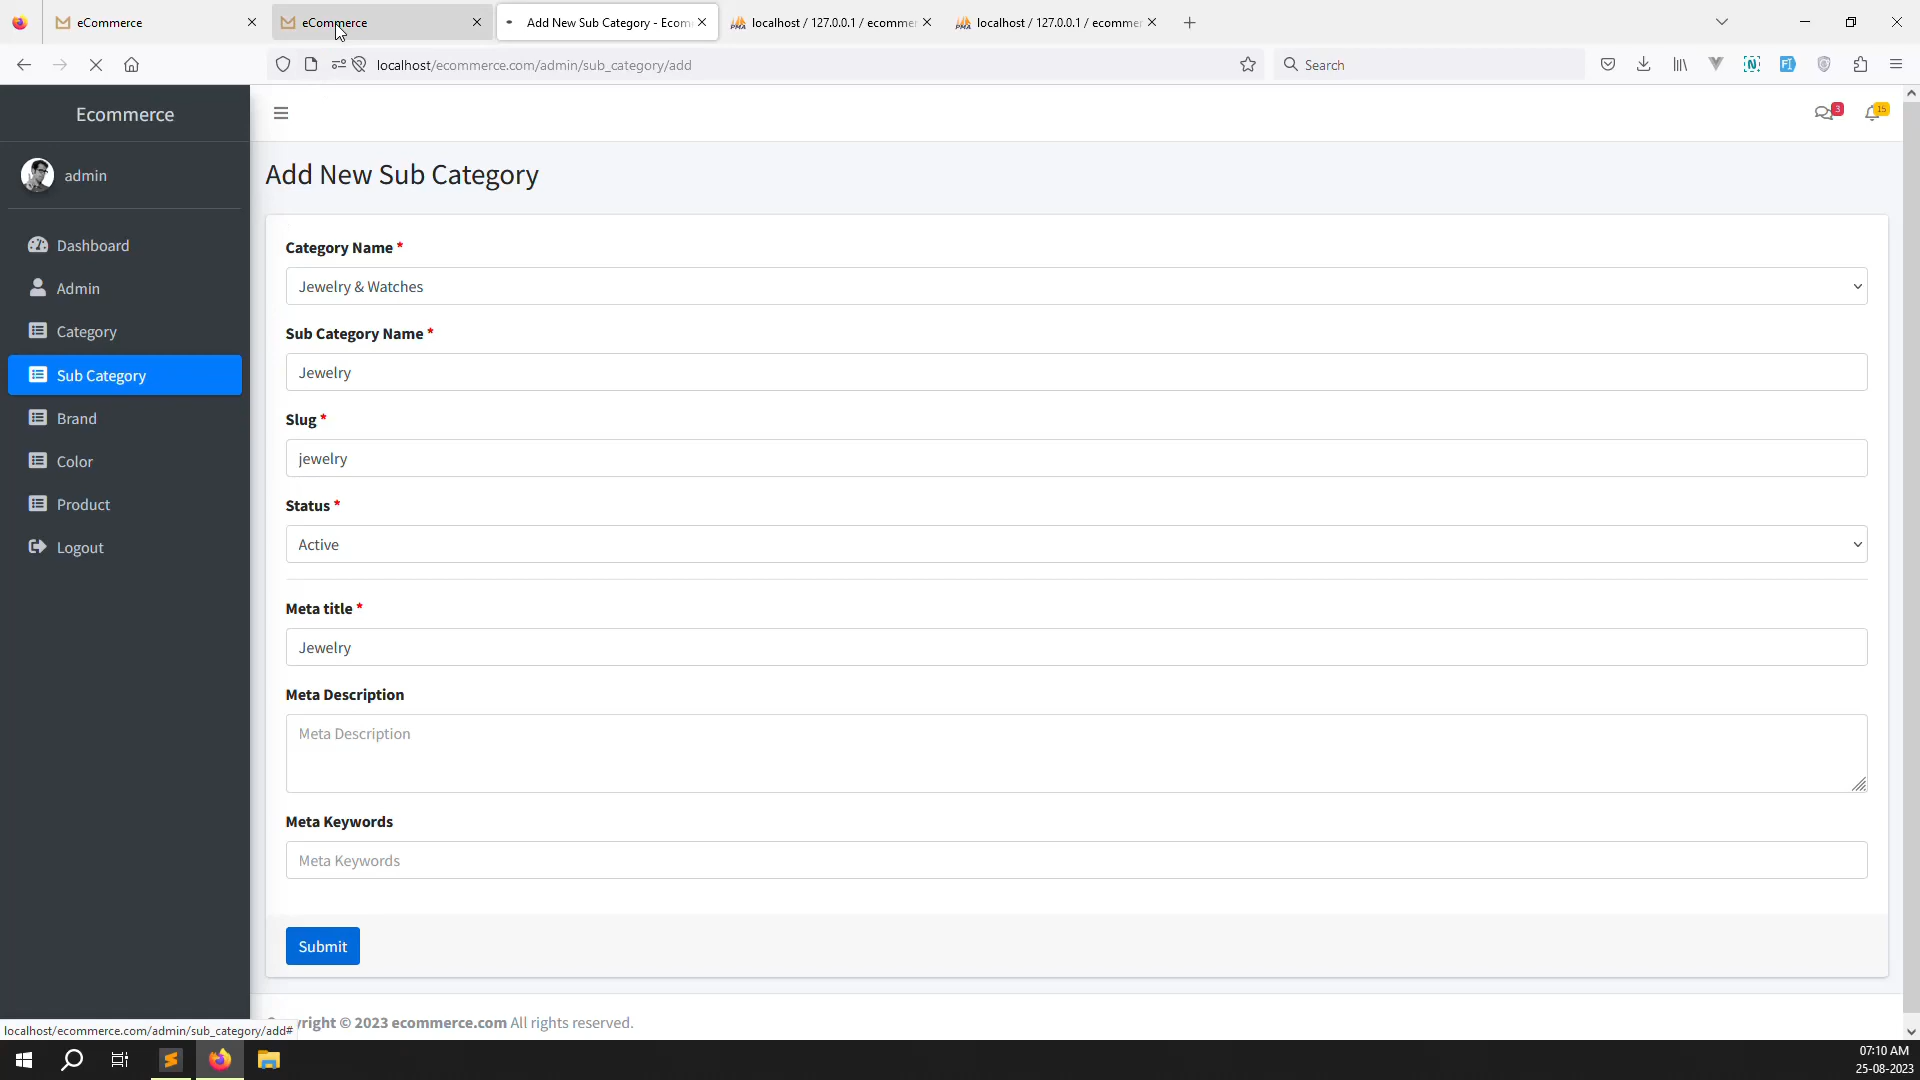 eCommerce
eCommerce
Add New Sub Category - Ecom
localhost / 127.0.0.1 / ecommer
localhost / 127.0.0.1 / ecommer
localhost/ecommerce.com/admin/sub_category/add
Search
Ecommerce
3
15
admin
Add New Sub Category
Dashboard
Admin
Category
Sub Category
Brand
Color
Product
Logout
Category Name *
Jewelry & Watches
Sub Category Name *
Jewelry
Slug *
jewelry
Status *
Active
Meta title *
Jewelry
Meta Description
Meta Description
Meta Keywords
Meta Keywords
Submit
right © 2023 ecommerce.com All rights reserved.
localhost/ecommerce.com/admin/sub_category/add#
07:10 AM
25-08-2023